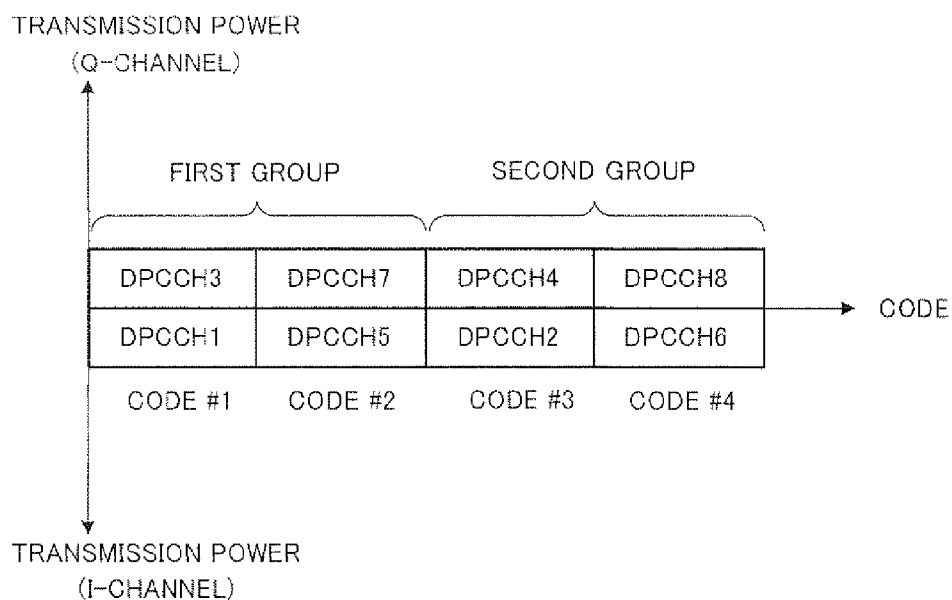 TRANSMISSION POWER
(Q-CHANNEL)
FIRST GROUP
SECOND GROUP
DPCCH3
DPCCH7
DPCCH4
DPCCH8
CODE
DPCCH1
DPCCH5
DPCCH2
DPCCH6
CODE #1
CODE #2
CODE #3
CODE #4
TRANSMISSION POWER
(I-CHANNEL)